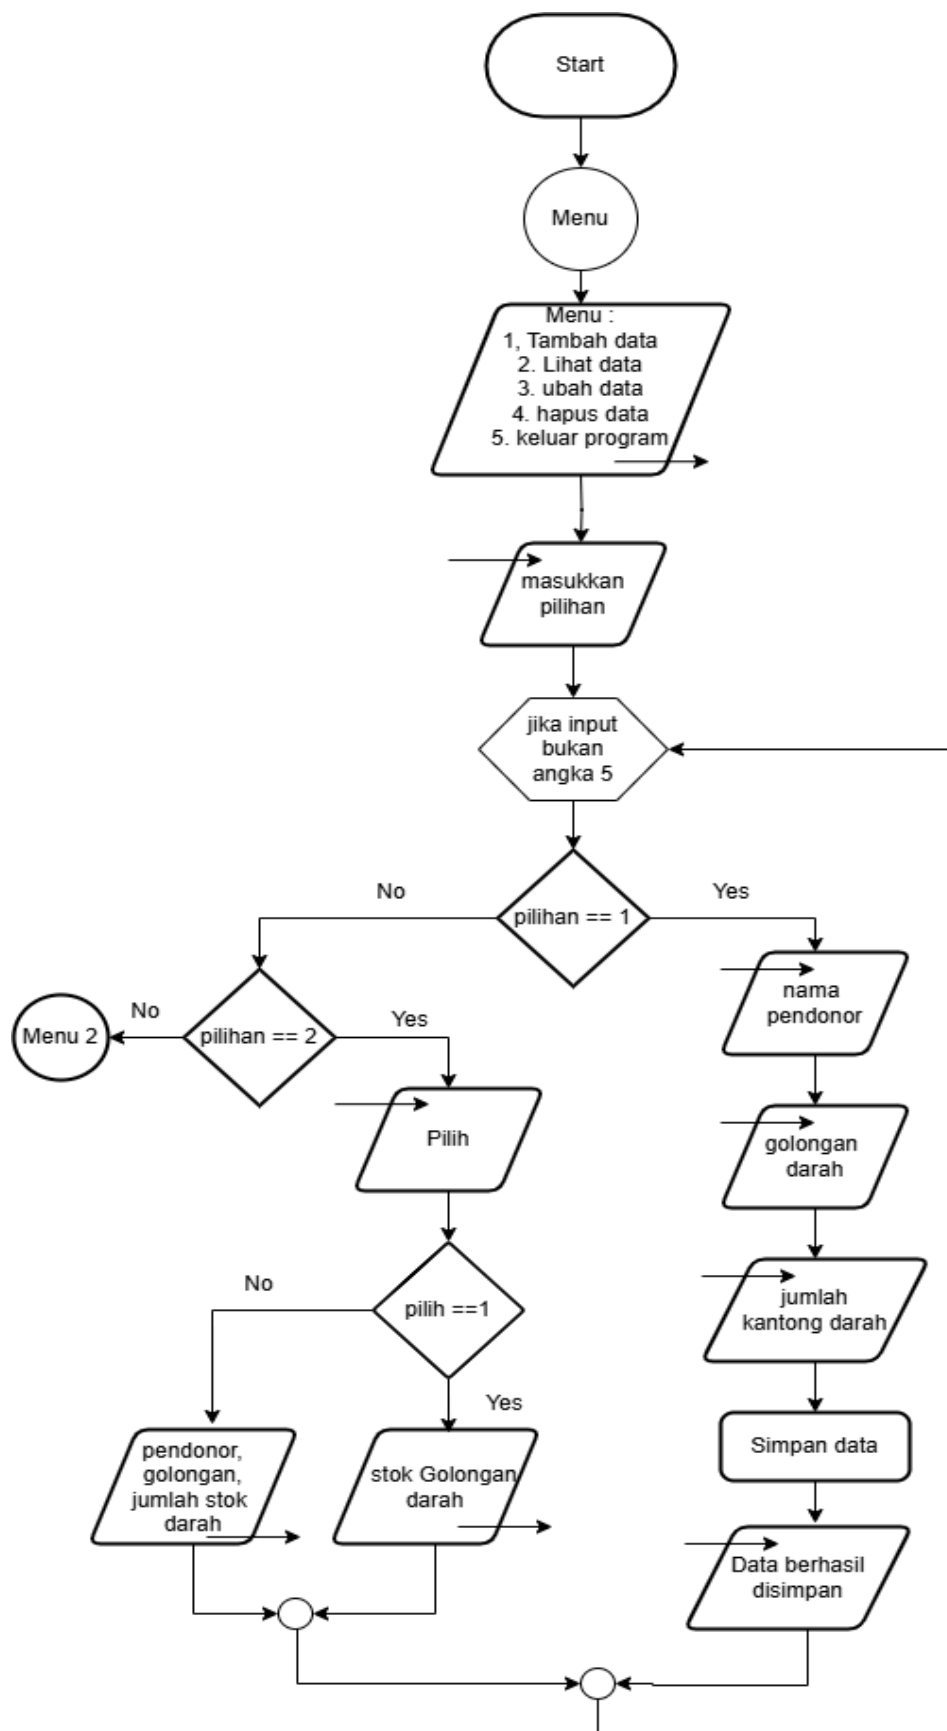 Start
Menu
Menu :
1, Tambah data
2. Lihat data
3. ubah data
4. hapus data
5. keluar program
masukkan
pilihan
jika input
bukan
angka 5
No
Yes
pilihan == 1
nama
pendonor
Menu 2
No
pilihan == 2
Yes
Pilih
golongan
darah
No
pilih ==1
jumlah
kantong darah
Yes
Simpan data
pendonor,
golongan,
jumlah stok
darah
stok Golongan
darah
Data berhasil
disimpan